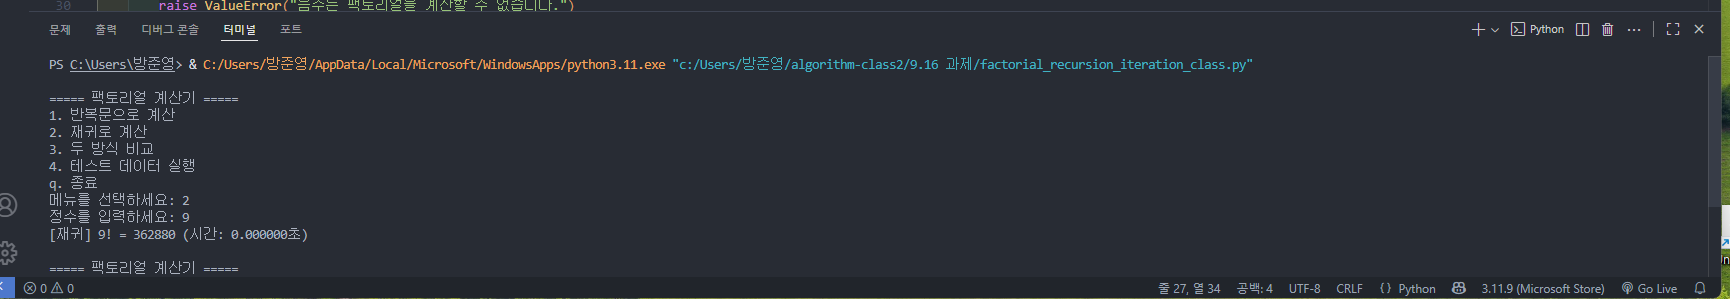 30 raise ValueError("음수는 팩토리얼을 계산할 수 없습니다.")
문제 출력 디버그 콘솔 터미널 포트 Python
PS C:\Users\방준영> & C:/Users/방준영/AppData/Local/Microsoft/WindowsApps/python3.11.exe "c:/Users/방준영/algorithm-class2/9.16 과제/factorial_recursion_iteration_class.py"
===== 팩토리얼 계산기 =====
1. 반복문으로 계산
2. 재귀로 계산
3. 두 방식 비교
4. 테스트 데이터 실행
q. 종료
메뉴를 선택하세요: 2
정수를 입력하세요: 9
[재귀] 9! = 362880 (시간: 0.000000초)
===== 팩토리얼 계산기 =====
0 0 줄 27, 열 34 공백: 4 UTF-8 CRLF {} Python 3.11.9 (Microsoft Store) Go Live